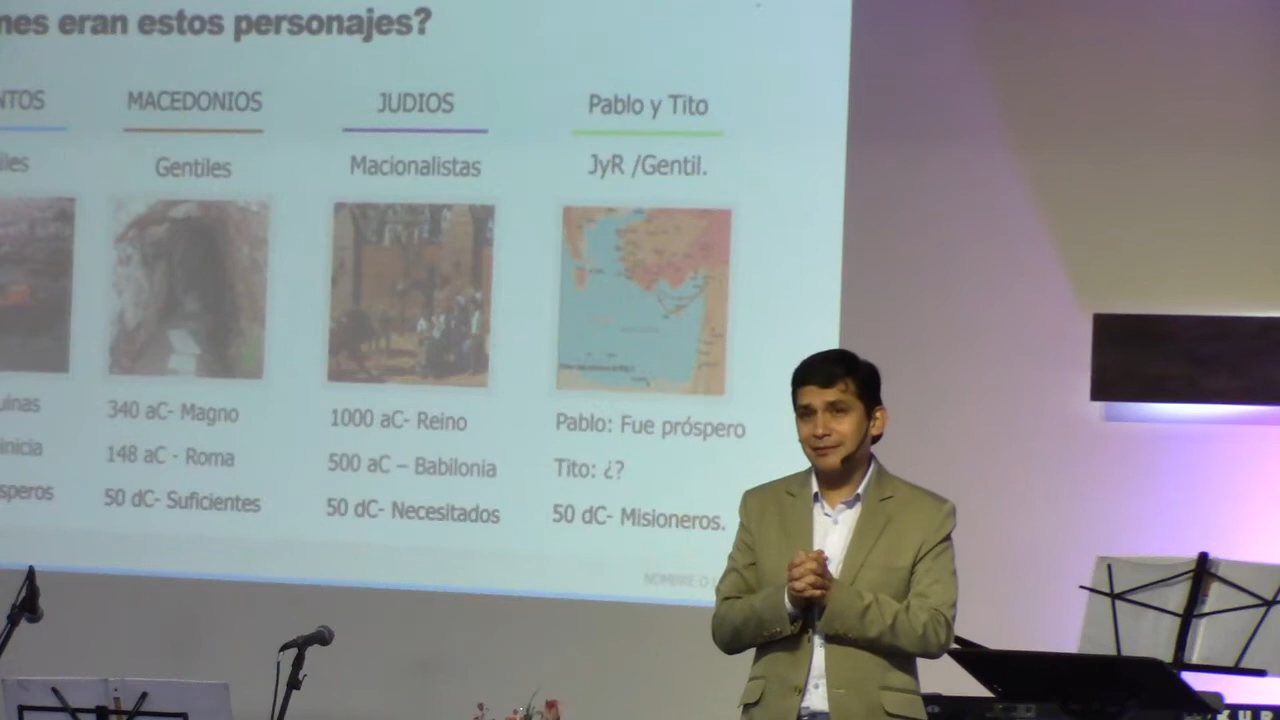 nes eran estos personajes?
NTOS MACEDONIOS JUDIOS Pablo y Tito
iles Gentiles Macionalistas JyR /Gentil.
uinas 340 aC- Magno 1000 aC- Reino Pablo: Fue próspero
inicia 148 aC - Roma 500 aC – Babilonia Tito: ¿?
speros 50 dC- Suficientes 50 dC- Necesitados 50 dC- Misioneros.
NOMBRE O